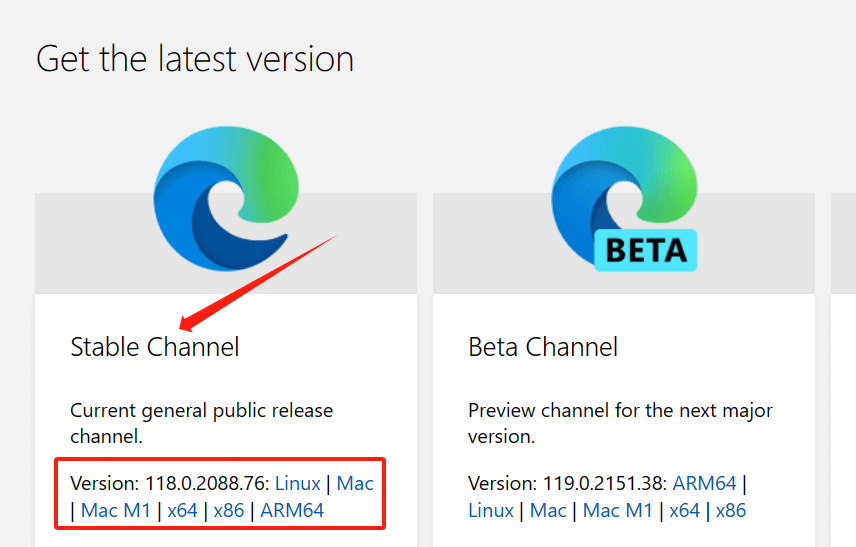 Get the latest version
BETA
Stable Channel
Current general public release
channel.
Version: 118.0.2088.76: Linux | Mac
| Mac M1 | x64 | x86 | ARM64
Beta Channel
Preview channel for the next major
version.
Version: 119.0.2151.38: ARM64 |
Linux | Mac | Mac M1 | x64 | x86